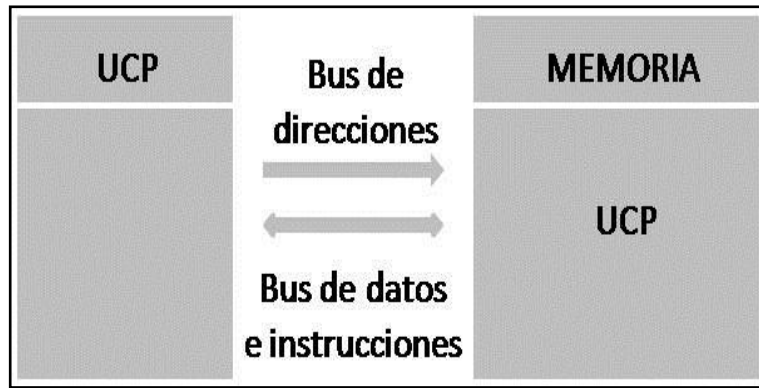 UCP
Bus de
direcciones
MEMORIA
UCP
Bus de datos
e instrucciones